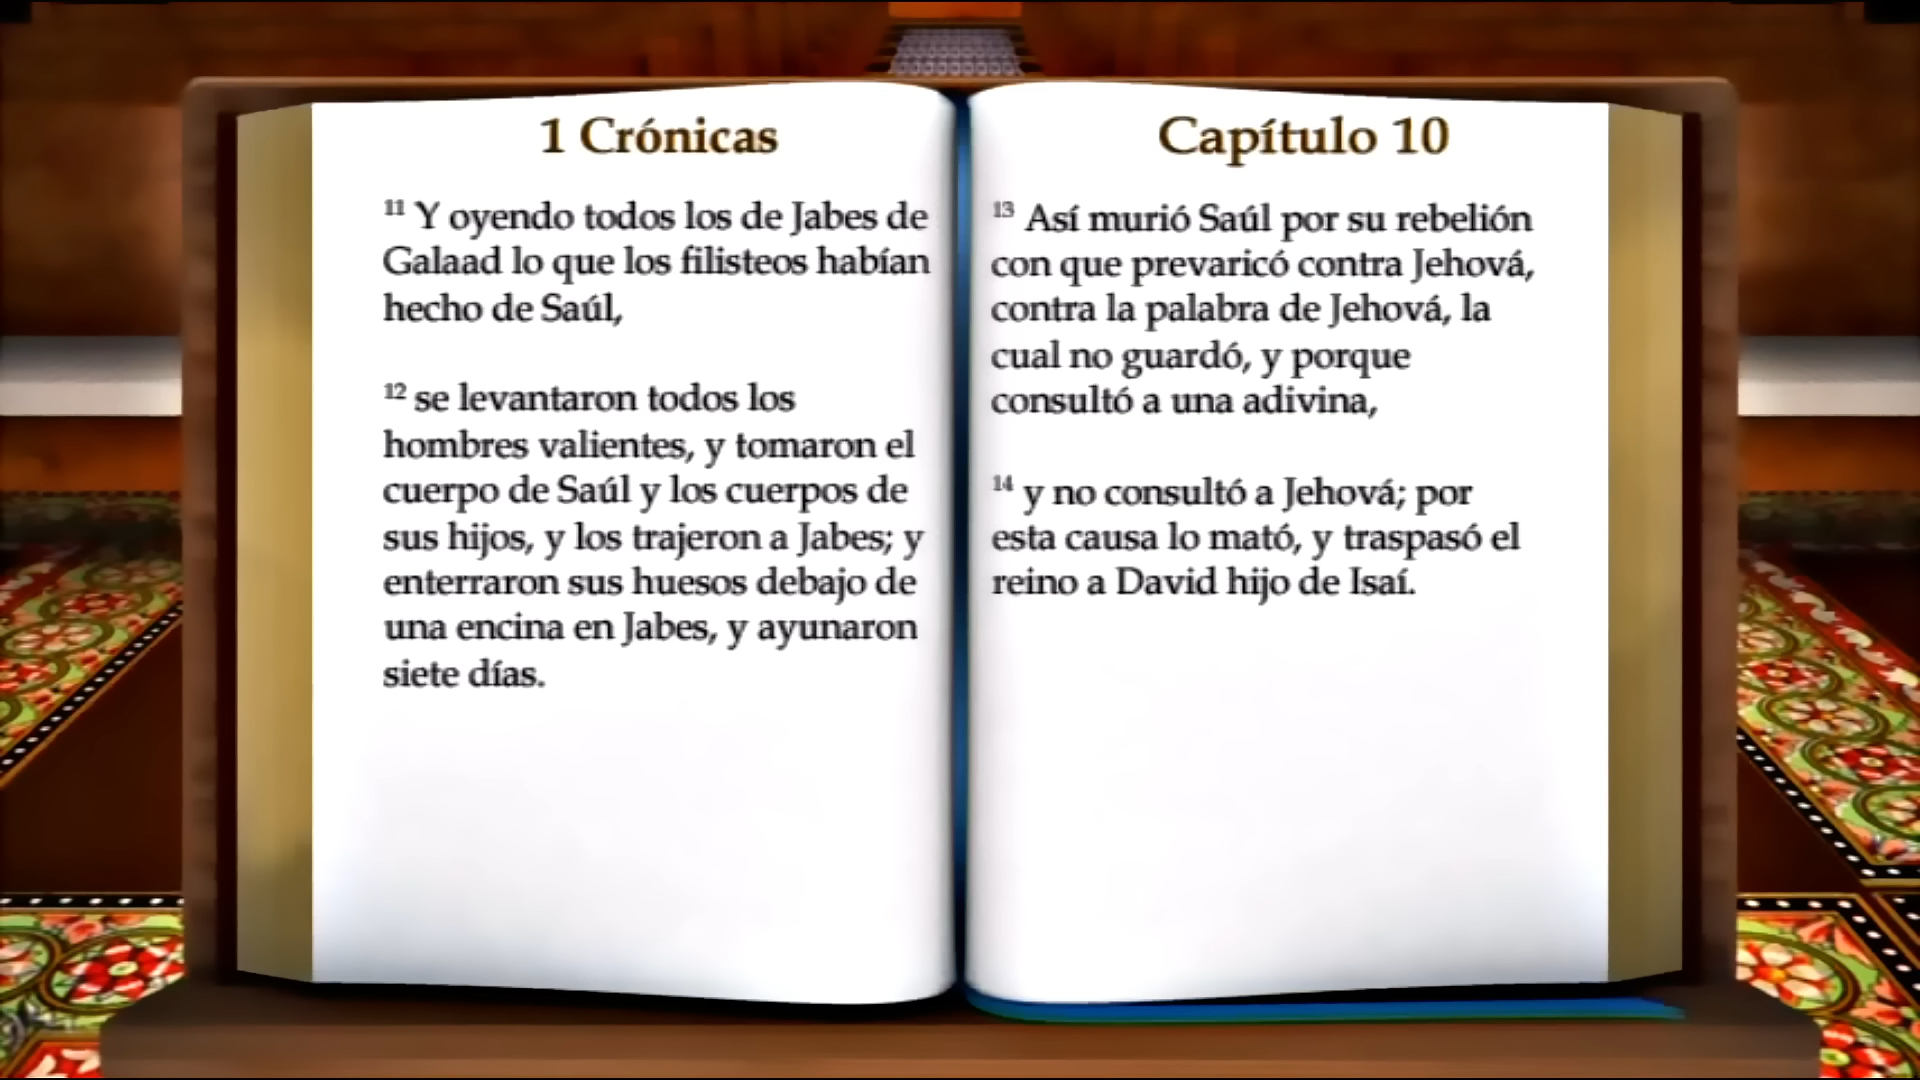 1 Crónicas
11 Y oyendo todos los de Jabes de
Galaad lo que los filisteos habían
hecho de Saúl,
12 se levantaron todos los
hombres valientes, y tomaron el
cuerpo de Saúl y los cuerpos de
sus hijos, y los trajeron a Jabes; y
enterraron sus huesos debajo de
una encina en Jabes, y ayunaron
siete días.
Capítulo 10
13 Así murió Saúl por su rebelión
con que prevaricó contra Jehová,
contra la palabra de Jehová, la
cual no guardó, y porque
consultó a una adivina,
14 y no consultó a Jehová; por
esta causa lo mató, y traspasó el
reino a David hijo de Isaí.